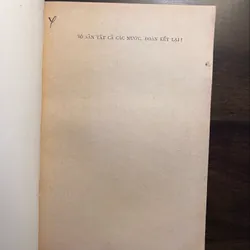 VÔ SẢN TẤT CẢ CÁC NƯỚC, ĐOÀN KẾT LẠI!